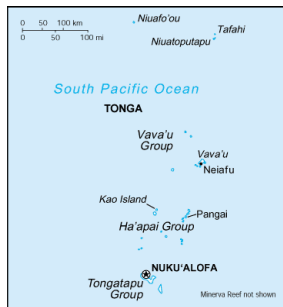 0 50 100 km
0 50 100 mi
Niuafo'ou
Tafahi
Niuatoputapu
South Pacific Ocean
TONGA
Vava'u
Group
Vava'u
Neiafu
Kao Island
Pangai
Ha'apai Group
NUKU'ALOFA
Tongatapu
Group
Minerva Reef not shown